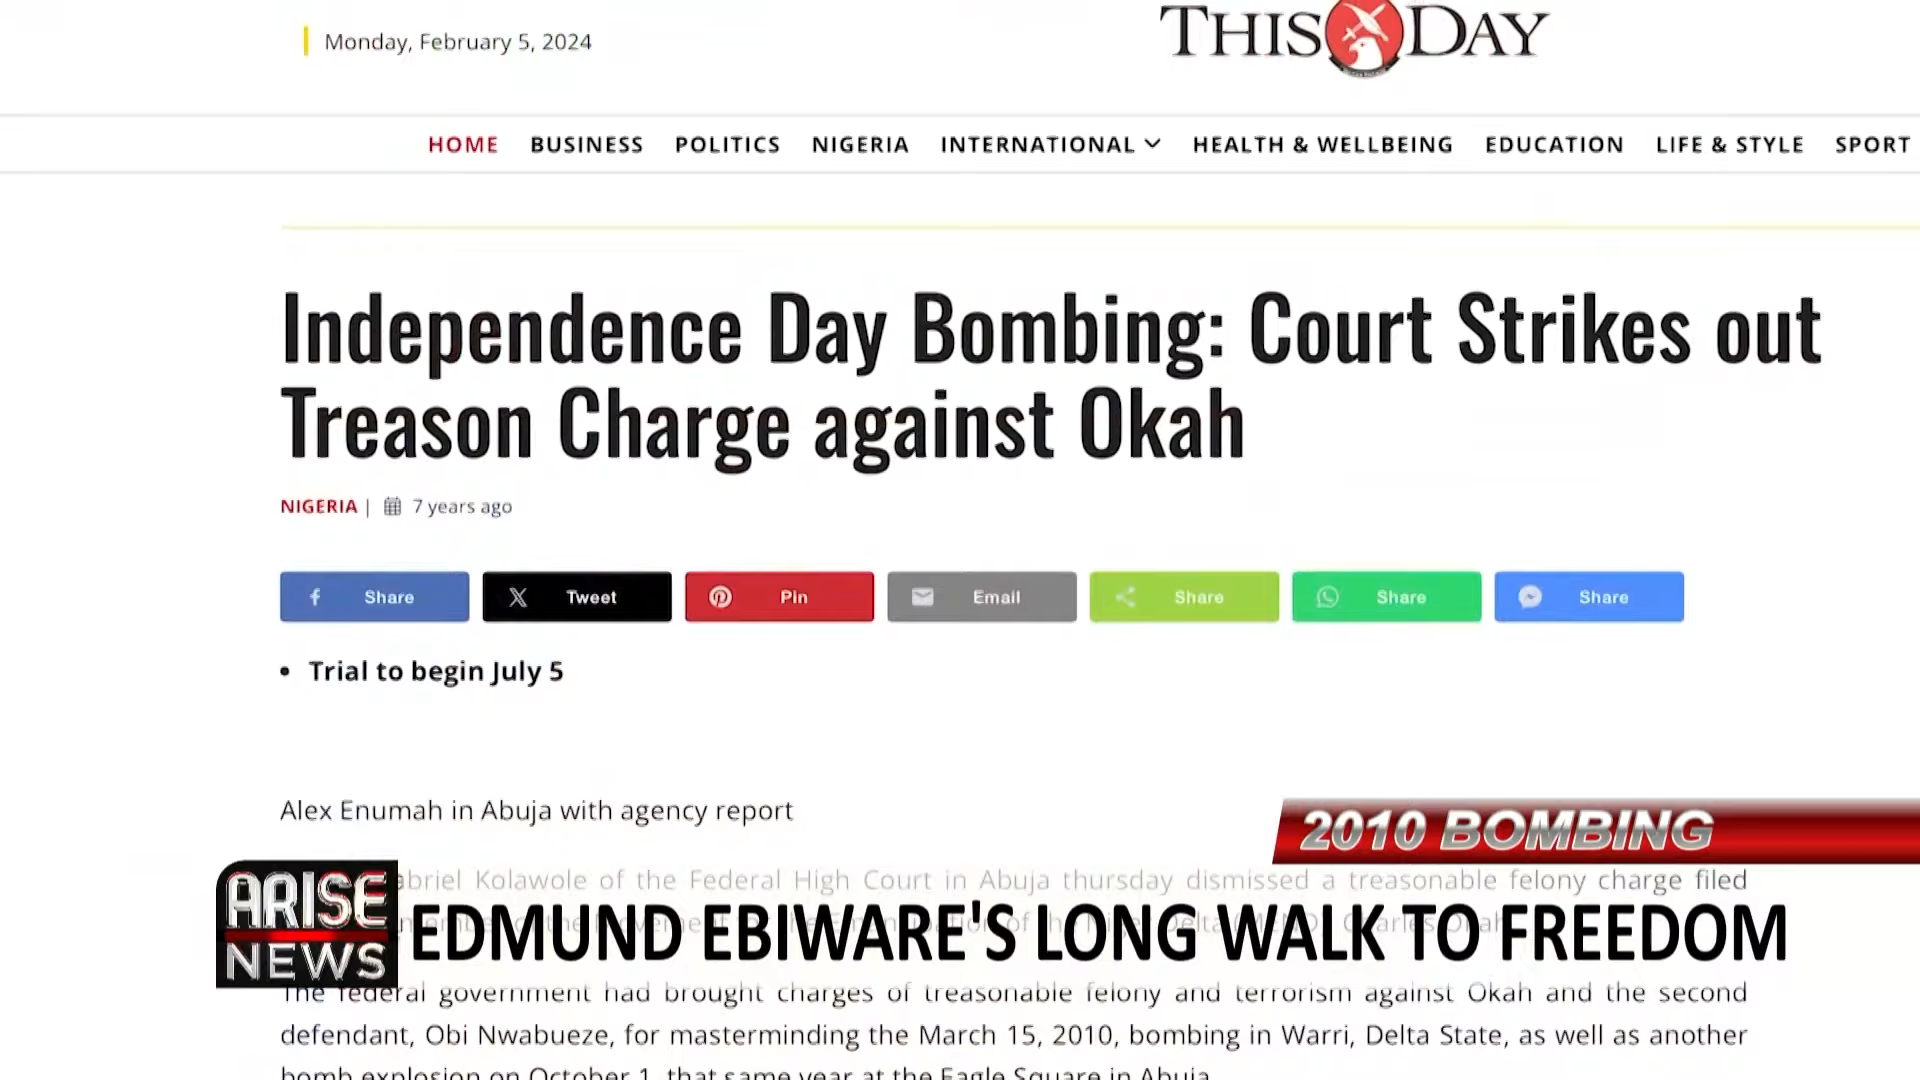 Monday, February 5, 2024
THISDAY
HOME BUSINESS POLITICS NIGERIA INTERNATIONAL HEALTH & WELLBEING EDUCATION LIFE & STYLE SPORT
Independence Day Bombing: Court Strikes out
Treason Charge against Okah
NIGERIA | 7 years ago
Share Tweet Pin Email Share Share Share
• Trial to begin July 5
Alex Enumah in Abuja with agency report
2010 BOMBING
Kolawole of the Federal High Court in Abuja thursday dismissed a treasonable felony charge filed
ARISE
NEWS
EDMUND EBIWARE'S LONG WALK TO FREEDOM
The federal government had brought charges of treasonable felony and terrorism against Okah and the second
defendant, Obi Nwabueze, for masterminding the March 15, 2010, bombing in Warri, Delta State, as well as another
bomb explosion on October 1, that same year at the Eagle Square in Abuja.